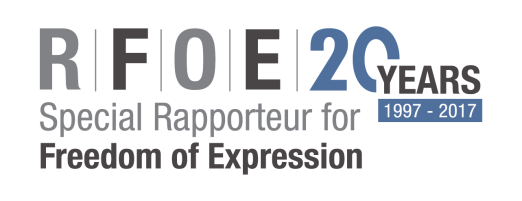 R|F|O|E|20 YEARS
Special Rapporteur for 1997 - 2017
Freedom of Expression